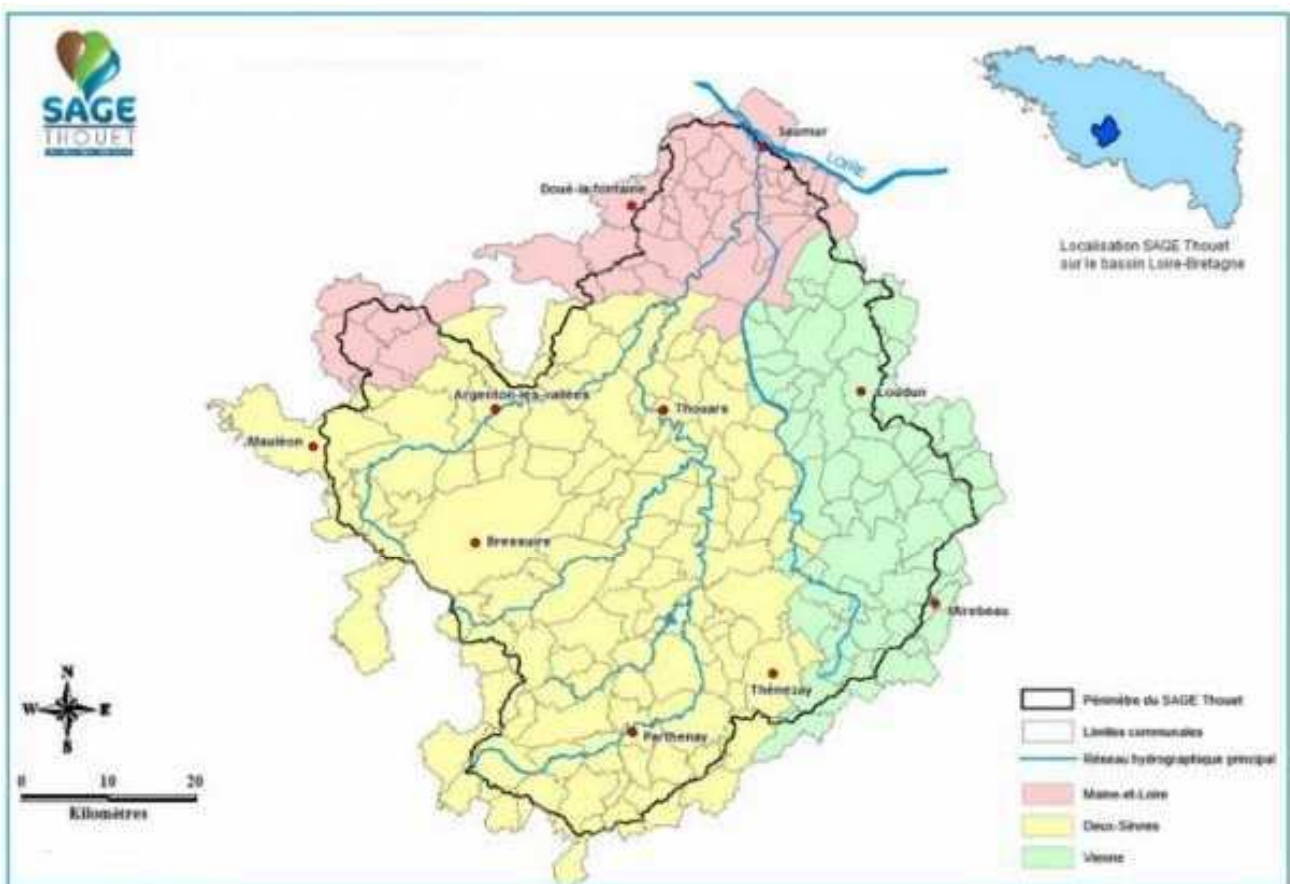 SAGE
THOUET
Saumur
LOIRE
Doué-la-fontaine
Localisation SAGE Thouet
sur le bassin Loire-Bretagne
Argenton-les-vallées
Thouars
Loudun
Mauléon
Bressuire
Mirebeau
Thénezay
Parthenay
N
W
E
S
0 10 20
Kilomètres
Périmètre du SAGE Thouet
Limites communales
Réseau hydrographique principal
Maine-et-Loire
Deux-Sèvres
Vienne